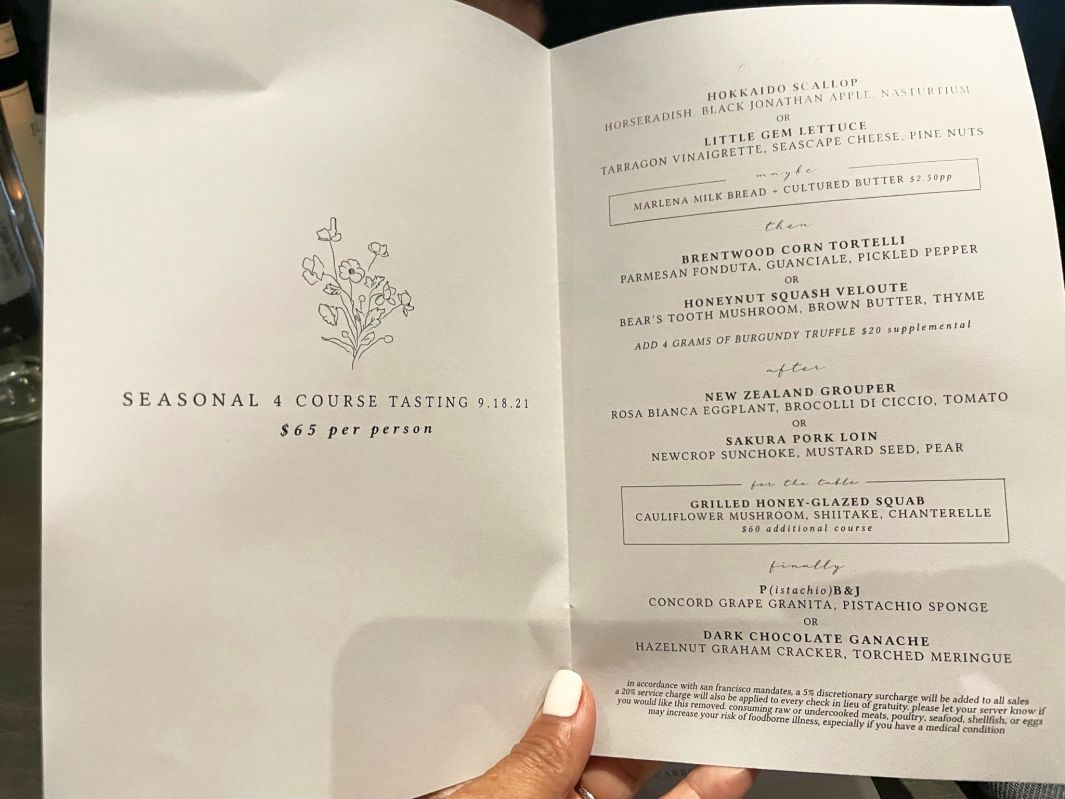 SEASONAL 4 COURSE TASTING 9.18.21
$65 per person
HOKKAIDO SCALLOP
HORSERADISH, BLACK JONATHAN APPLE, NASTURTIUM
OR
LITTLE GEM LETTUCE
TARRAGON VINAIGRETTE, SEASCAPE CHEESE, PINE NUTS
maybe
MARLENA MILK BREAD + CULTURED BUTTER $2.50pp
then
BRENTWOOD CORN TORTELLI
PARMESAN FONDUTA, GUANCIALE, PICKLED PEPPER
OR
HONEYNUT SQUASH VELOUTE
BEAR'S TOOTH MUSHROOM, BROWN BUTTER, THYME
ADD 4 GRAMS OF BURGUNDY TRUFFLE $20 supplemental
after
NEW ZEALAND GROUPER
ROSA BIANCA EGGPLANT, BROCOLLI DI CICCIO, TOMATO
OR
SAKURA PORK LOIN
NEWCROP SUNCHOKE, MUSTARD SEED, PEAR
for the table
GRILLED HONEY-GLAZED SQUAB
CAULIFLOWER MUSHROOM, SHIITAKE, CHANTERELLE
$60 additional course
finally
P(istachio)B&J
CONCORD GRAPE GRANITA, PISTACHIO SPONGE
OR
DARK CHOCOLATE GANACHE
HAZELNUT GRAHAM CRACKER, TORCHED MERINGUE
in accordance with san francisco mandates, a 5% discretionary surcharge will be added to all sales
a 20% service charge will also be applied to every check in lieu of gratuity. please let your server know if
you would like this removed. consuming raw or undercooked meats, poultry, seafood, shellfish, or eggs
may increase your risk of foodborne illness, especially if you have a medical condition